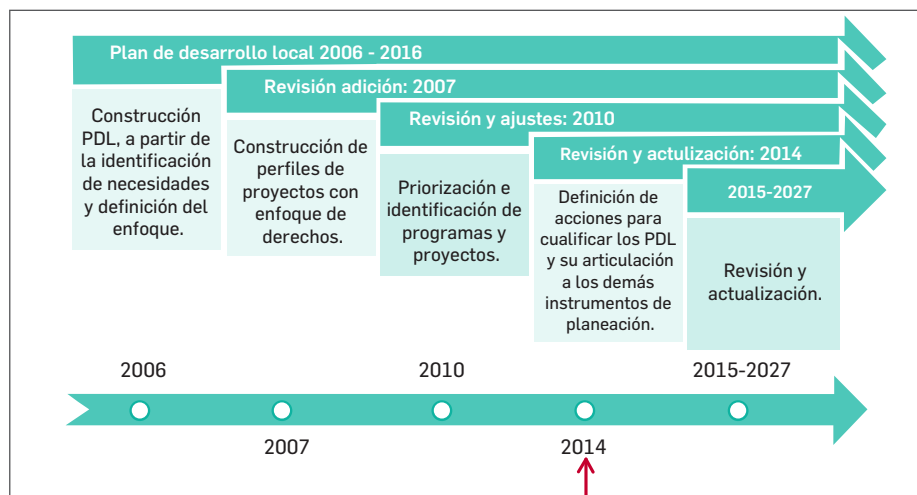 Plan de desarrollo local 2006 - 2016
Revisión adición: 2007
Revisión y ajustes: 2010
Revisión y actulización: 2014
2015-2027
Construcción
PDL, a partir de
la identificación
de necesidades
y definición del
enfoque.
Construcción de
perfiles de
proyectos con
enfoque de
derechos.
Priorización e
identificación de
programas y
proyectos.
Definición de
acciones para
cualificar los PDL
y su articulación
a los demás
instrumentos de
planeación.
Revisión y
actualización.
2006
2010
2015-2027
2007
2014